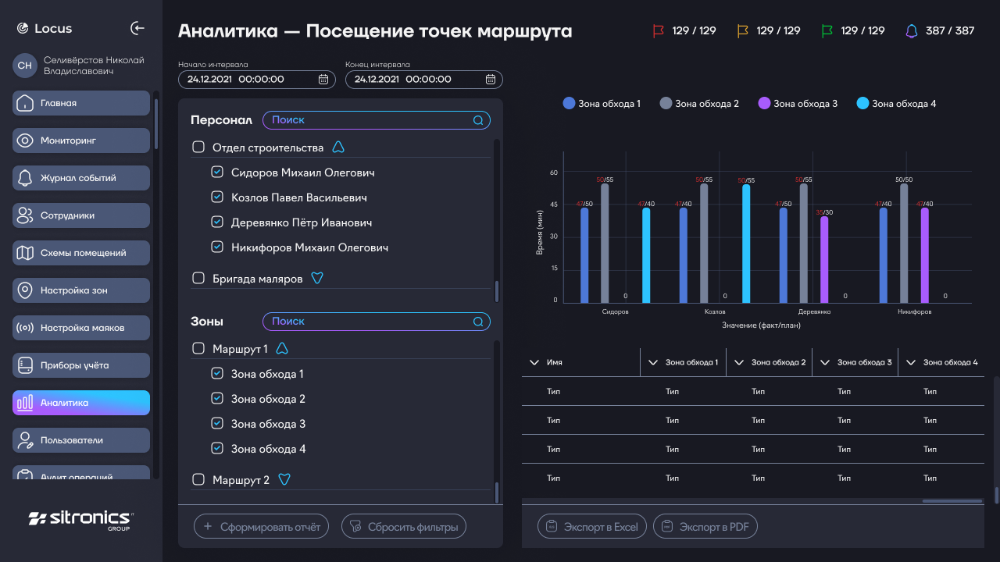 Locus
СН
Селивёрстов Николай
Владиславович
Главная
Мониторинг
Журнал событий
Сотрудники
Схемы помещений
Настройка зон
Настройка маяков
Приборы учёта
Аналитика
Пользователи
Аудит операций
sitronics
GROUP
Аналитика — Посещение точек маршрута
129 / 129
129 / 129
129 / 129
387 / 387
Начало интервала
Конец интервала
24.12.2021 00:00:00
24.12.2021 00:00:00
Персонал
Поиск
Отдел строительства
Сидоров Михаил Олегович
Козлов Павел Васильевич
Деревянко Пётр Иванович
Никифоров Михаил Олегович
Бригада маляров
Зоны
Поиск
Маршрут 1
Зона обхода 1
Зона обхода 2
Зона обхода 3
Зона обхода 4
Маршрут 2
Сформировать отчёт
Сбросить фильтры
Зона обхода 1 Зона обхода 2 Зона обхода 3 Зона обхода 4
Время (мин)
60
45
30
15
0
47/50 50/55 0 47/40
47/40 50/55 0 50/55
47/50 50/55 35/30 0
47/40 50/50 47/40 0
Сидоров Козлов Деревянко Никифоров
Значение (факт/план)
Имя Зона обхода 1 Зона обхода 2 Зона обхода 3 Зона обхода 4
Тип Тип Тип Тип Тип
Тип Тип Тип Тип Тип
Тип Тип Тип Тип Тип
Тип Тип Тип Тип Тип
Экспорт в Excel
Экспорт в PDF